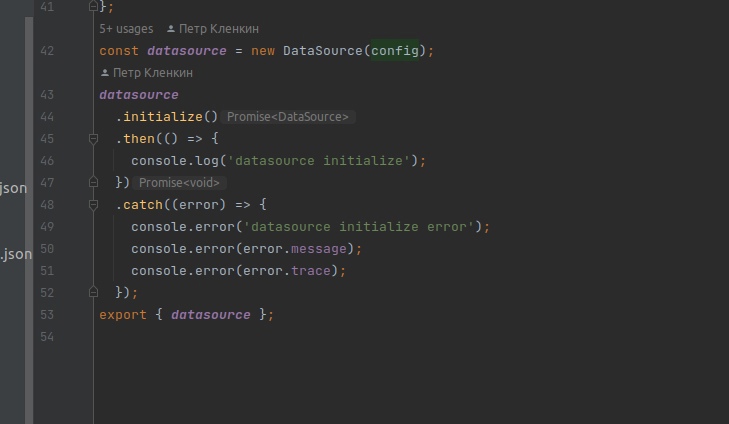 41 };
5+ usages Петр Кленкин
42 const datasource = new DataSource(config);
Петр Кленкин
43 datasource
44 .initialize() Promise<DataSource>
45 .then(() => {
json 46 console.log('datasource initialize');
47 }) Promise<void>
48 .catch((error) => {
49 console.error('datasource initialize error');
.json 50 console.error(error.message);
51 console.error(error.trace);
52 });
53 export { datasource };
54